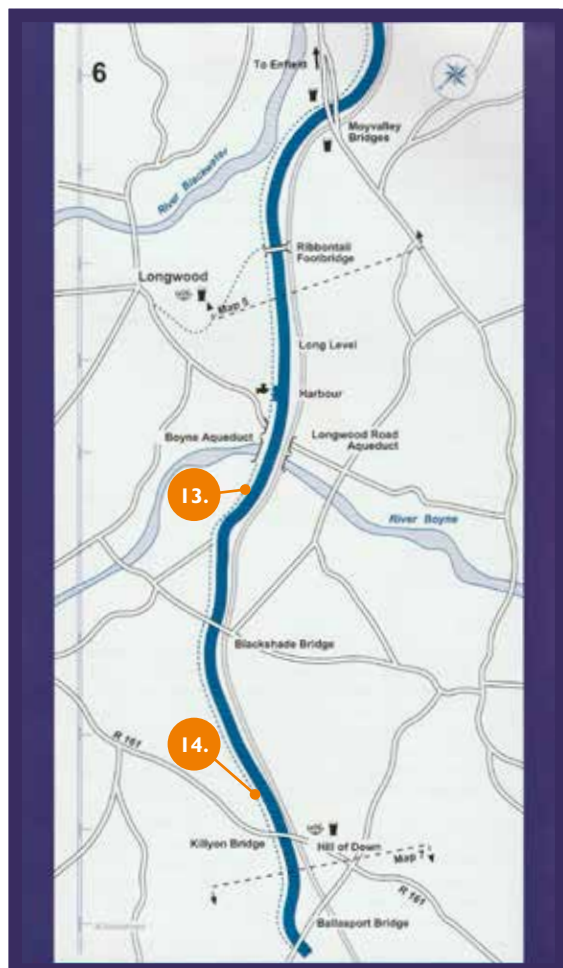 6
To Enfield
Moyvalley
Bridges
River Blackwater
Ribbontail
Footbridge
Longwood
Map 5
Long Level
Harbour
Boyne Aqueduct
Longwood Road
Aqueduct
13.
River Boyne
Blackshade Bridge
R 161
14.
Killyon Bridge
Hill of Down
Map 7
R 161
Ballasport Bridge